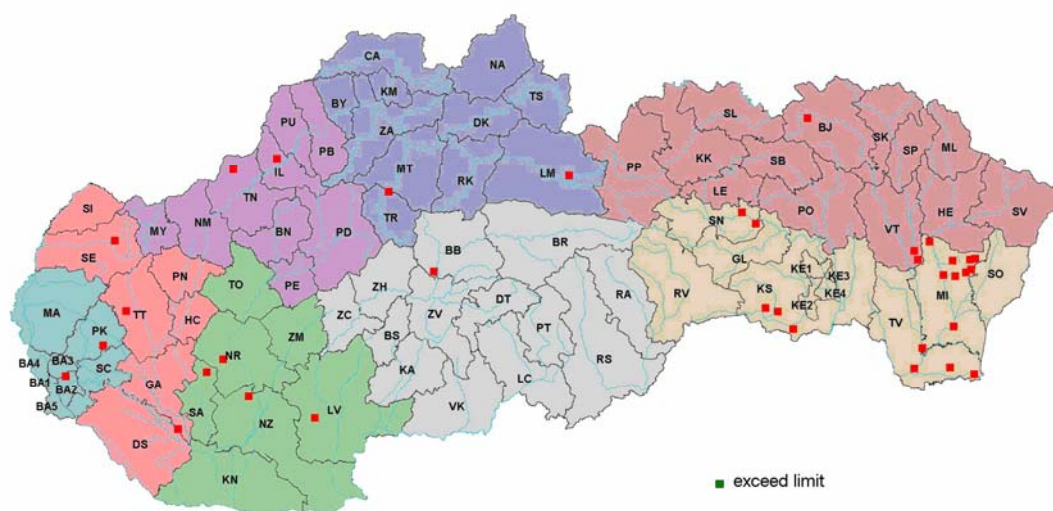 CA
NA
TS
BY
KM
ZA
DK
PU
PB
SL
BJ
SK
ML
SP
IL
MT
RK
LM
PP
KK
SB
TN
TR
LE
PO
HE
SV
SI
MY
NM
BN
PD
SN
VT
SE
BB
BR
GL
KE1
KE3
PN
TO
PE
ZH
RA
RV
KS
KE2
KE4
MI
SO
MA
PK
TT
HC
ZM
ZC
BS
ZV
DT
PT
TV
BA4
BA3
SC
NR
RS
BA1
BA2
GA
KA
LC
BA5
SA
LV
VK
DS
NZ
KN
exceed limit